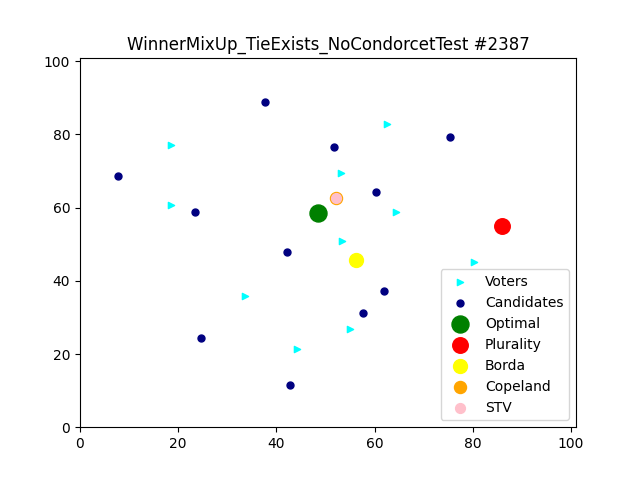 WinnerMixUp_TieExists_NoCondorcetTest #2387
100
80
60
40
20
0
Voters
Candidates
Optimal
Plurality
Borda
Copeland
STV
0 20 40 60 80 100